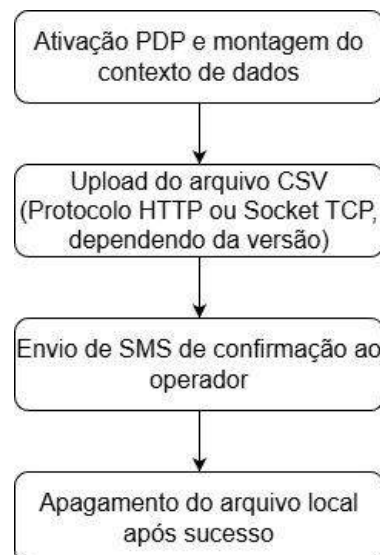 Ativação PDP e montagem do
contexto de dados
Upload do arquivo CSV
(Protocolo HTTP ou Socket TCP,
dependendo da versão)
Envio de SMS de confirmação ao
operador
Apagamento do arquivo local
após sucesso